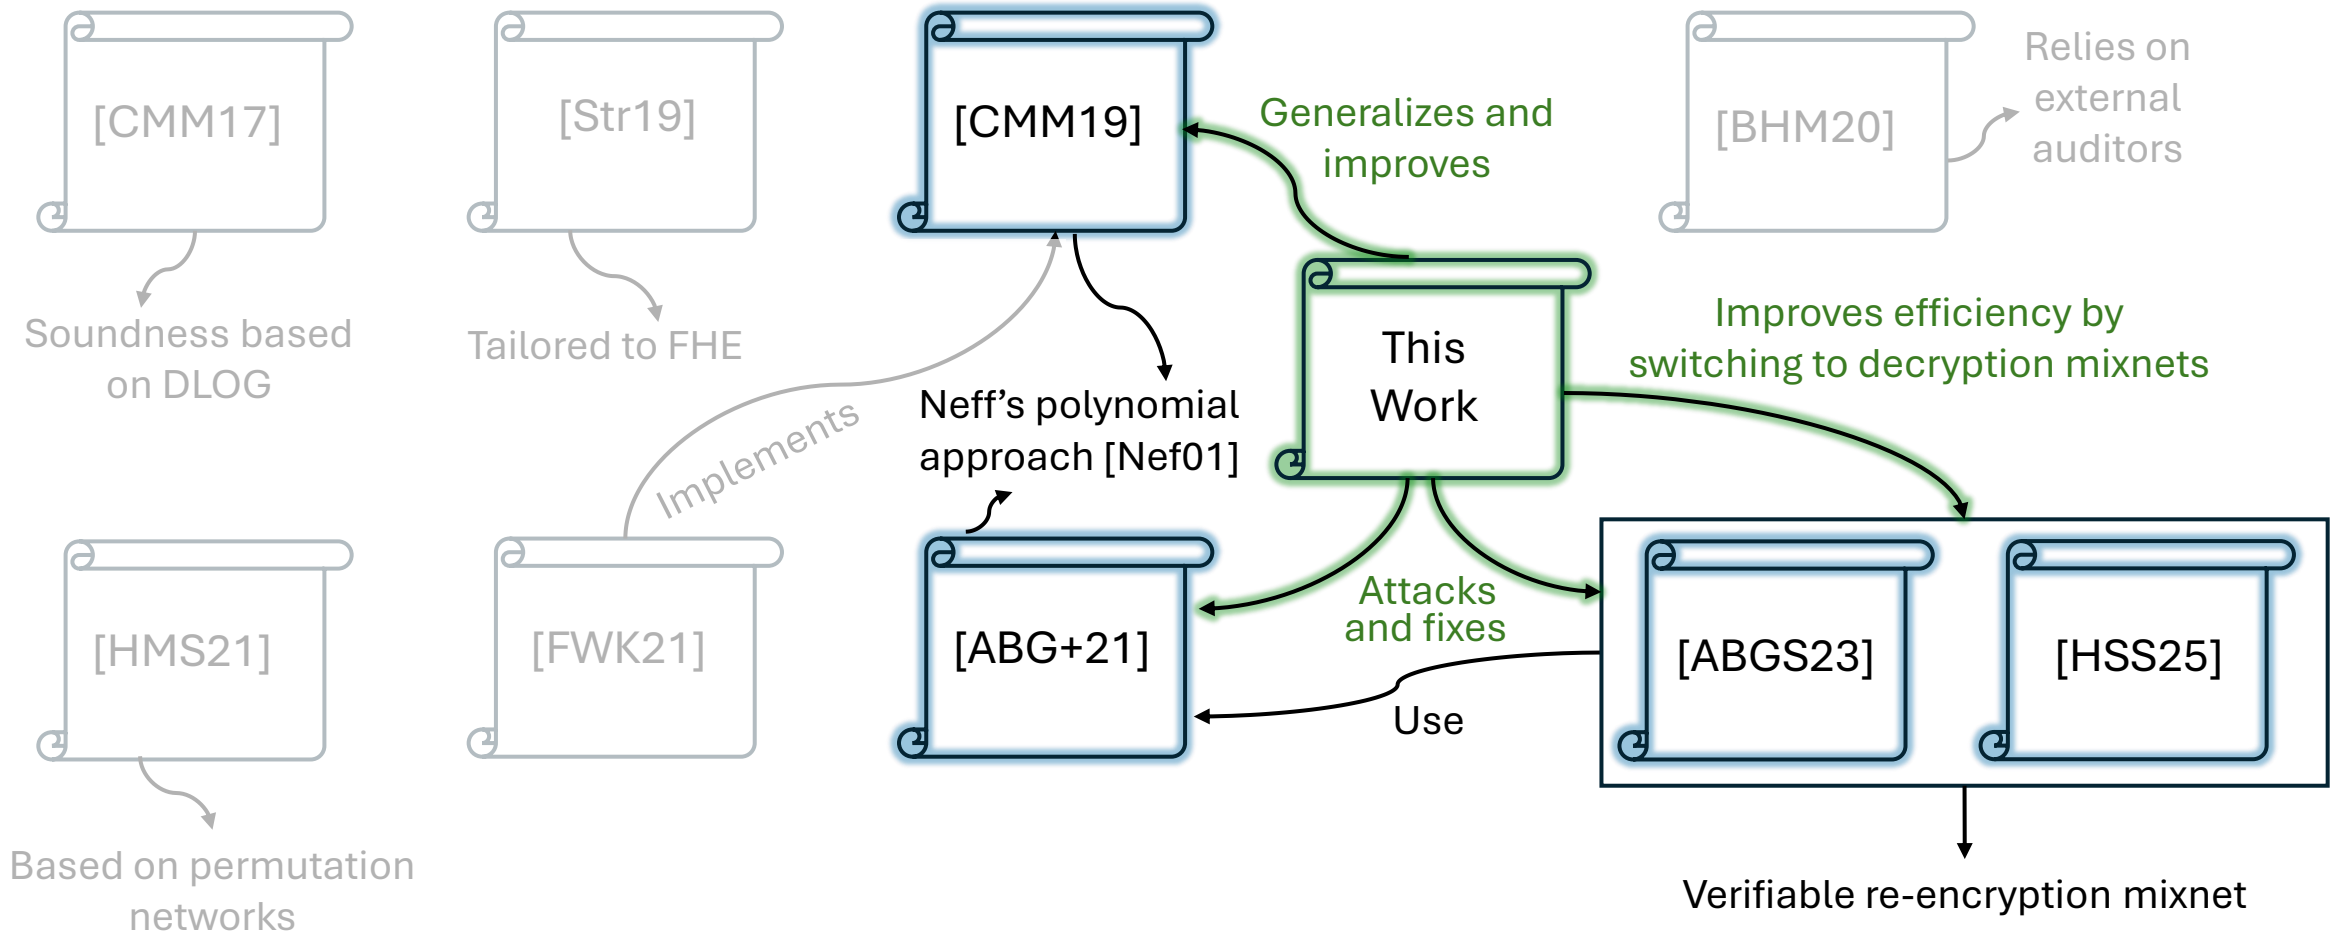 [CMM17]
[Str19]
[CMM19]
[BHM20]
Relies on
external
auditors
Generalizes and
improves
Soundness based
on DLOG
Tailored to FHE
Implements
Neff’s polynomial
approach [Nef01]
This
Work
Improves efficiency by
switching to decryption mixnets
[HMS21]
[FWK21]
[ABG+21]
Attacks
and fixes
Use
[ABGS23]
[HSS25]
Based on permutation
networks
Verifiable re-encryption mixnet